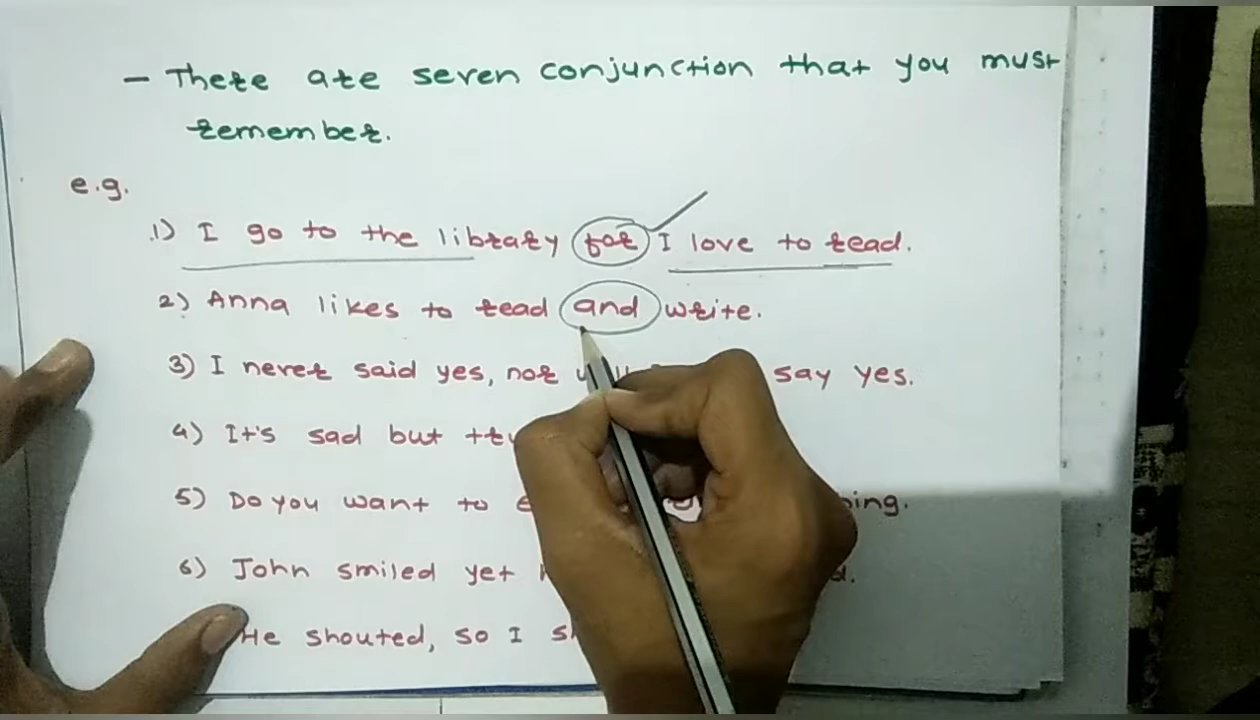 - There are seven conjunction that you must
remember.
e.g.
1) I go to the library for I love to read.
2) Anna likes to read and write.
3) I never said yes, nor say yes.
4) It's sad but
5) Do you want to
6) John smiled yet
He shouted, so I